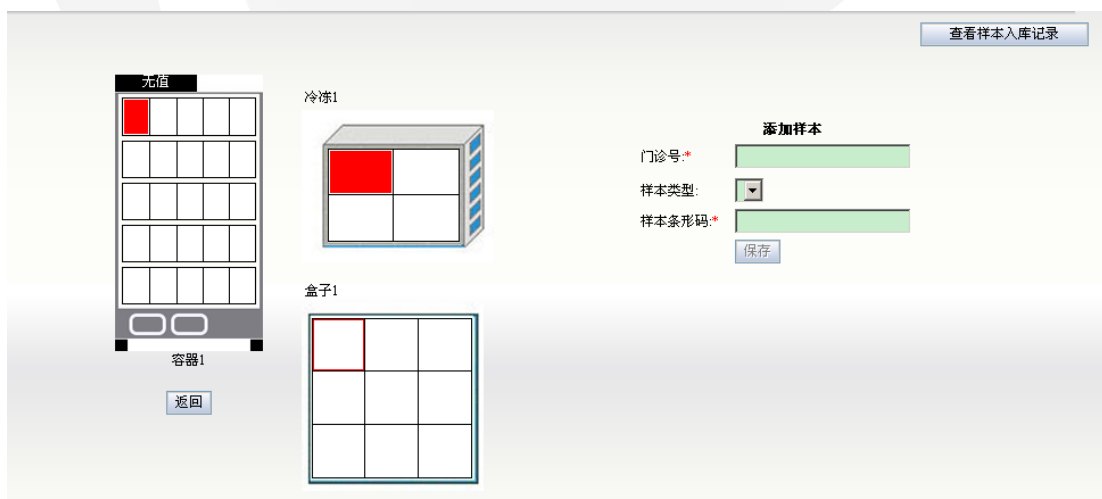 查看样本入库记录
无值
冷冻1
添加样本
门诊号:*
样本类型:
样本条形码:*
保存
盒子1
容器1
返回